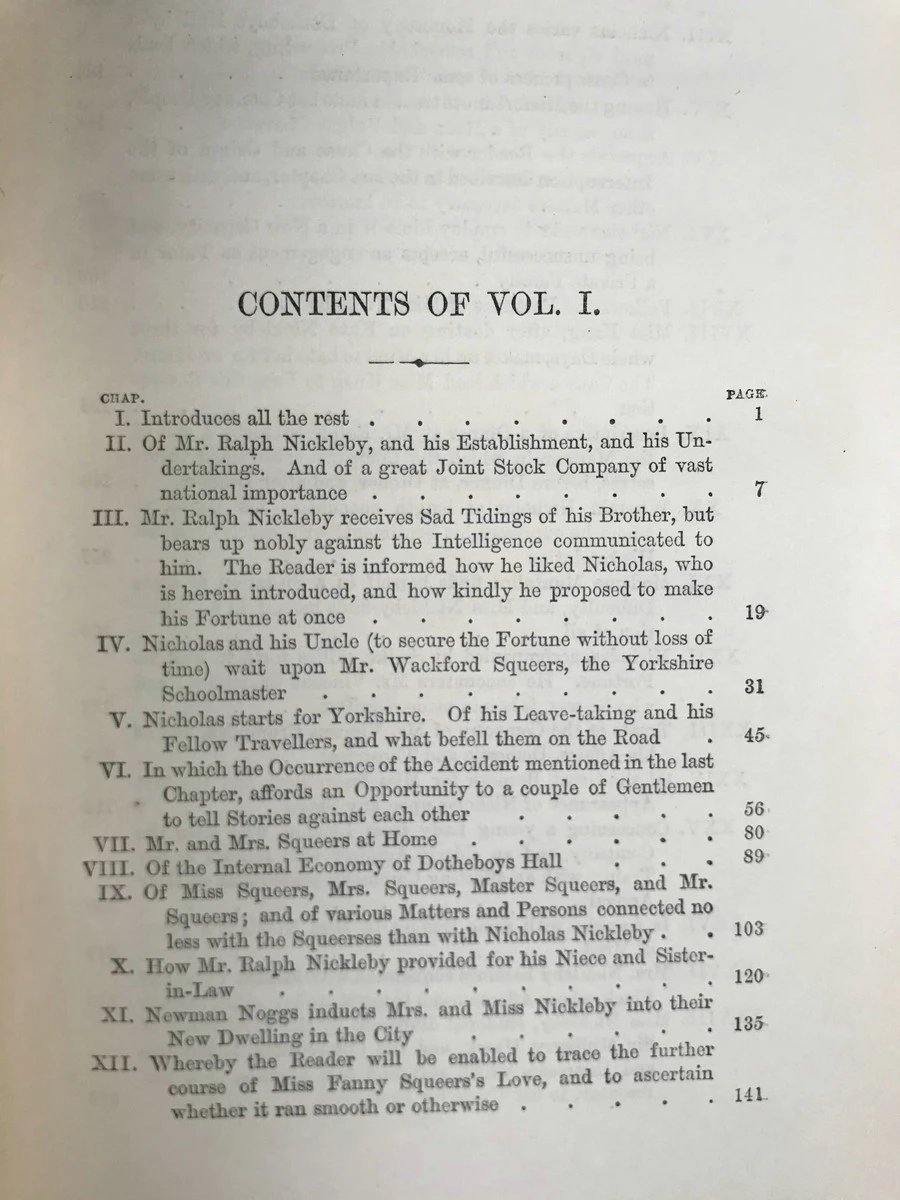 CONTENTS OF VOL. I.
CHAP. PAGE
I. Introduces all the rest . . . . . . . . 1
II. Of Mr. Ralph Nickleby, and his Establishment, and his Un-
dertakings. And of a great Joint Stock Company of vast
national importance . . . . . . . . 7
III. Mr. Ralph Nickleby receives Sad Tidings of his Brother, but
bears up nobly against the Intelligence communicated to
him. The Reader is informed how he liked Nicholas, who
is herein introduced, and how kindly he proposed to make
his Fortune at once . . . . . . . . 19
IV. Nicholas and his Uncle (to secure the Fortune without loss of
time) wait upon Mr. Wackford Squeers, the Yorkshire
Schoolmaster . . . . . . . . . 31
V. Nicholas starts for Yorkshire. Of his Leave-taking and his
Fellow Travellers, and what befell them on the Road . 45
VI. In which the Occurrence of the Accident mentioned in the last
Chapter, affords an Opportunity to a couple of Gentlemen
to tell Stories against each other . . . . . 56
VII. Mr. and Mrs. Squeers at Home . . . . . . 80
VIII. Of the Internal Economy of Dotheboys Hall . . . 89
IX. Of Miss Squeers, Mrs. Squeers, Master Squeers, and Mr.
Squeers; and of various Matters and Persons connected no
less with the Squeerses than with Nicholas Nickleby . . 103
X. How Mr. Ralph Nickleby provided for his Niece and Sister-
in-Law . . . . . . . . . . 120
XI. Newman Noggs inducts Mrs. and Miss Nickleby into their
New Dwelling in the City . . . . . . 135
XII. Whereby the Reader will be enabled to trace the further
course of Miss Fanny Squeers's Love, and to ascertain
whether it ran smooth or otherwise . . . . . 141